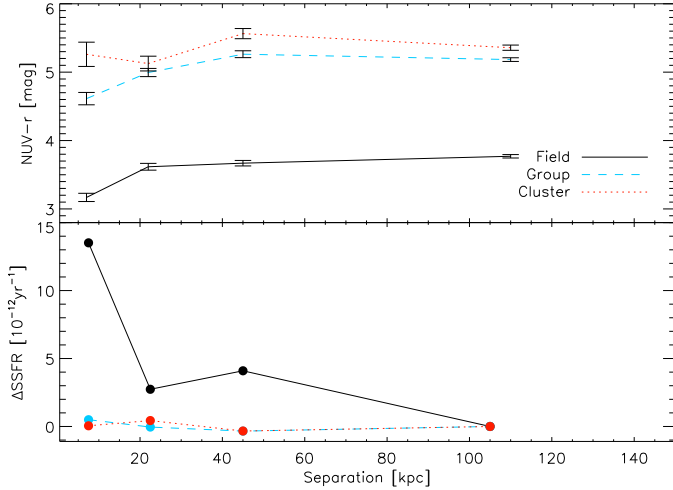 6
5
4
3
NUV-r [mag]
Field
Group
Cluster
15
10
5
0
ΔSSFR [10⁻¹²yr⁻¹]
20 40 60 80 100 120 140
Separation [kpc]